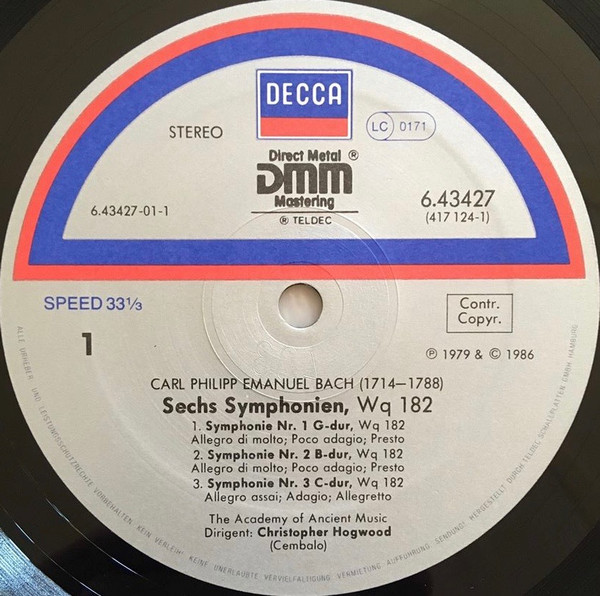 DECCA
STEREO
LC 0171
Direct Metal ®
DMM
Mastering
® TELDEC
6.43427-01-1
6.43427
(417 124-1)
SPEED 33 1/3
Contr.
Copyr.
1
℗ 1979 & © 1986
CARL PHILIPP EMANUEL BACH (1714—1788)
Sechs Symphonien, Wq 182
1. Symphonie Nr. 1 G-dur, Wq 182
Allegro di molto; Poco adagio; Presto
2. Symphonie Nr. 2 B-dur, Wq 182
Allegro di molto; Poco adagio; Presto
3. Symphonie Nr. 3 C-dur, Wq 182
Allegro assai; Adagio; Allegretto
The Academy of Ancient Music
Dirigent: Christopher Hogwood
(Cembalo)
ALLE URHEBER- UND LEISTUNGSSCHUTZRECHTE VORBEHALTEN. KEIN VERLEIH! KEINE UNERLAUBTE VERVIELFÄLTIGUNG, VERMIETUNG, AUFFÜHRUNG, SENDUNG! HERGESTELLT DURCH TELDEC SCHALLPLATTEN GMBH, HAMBURG